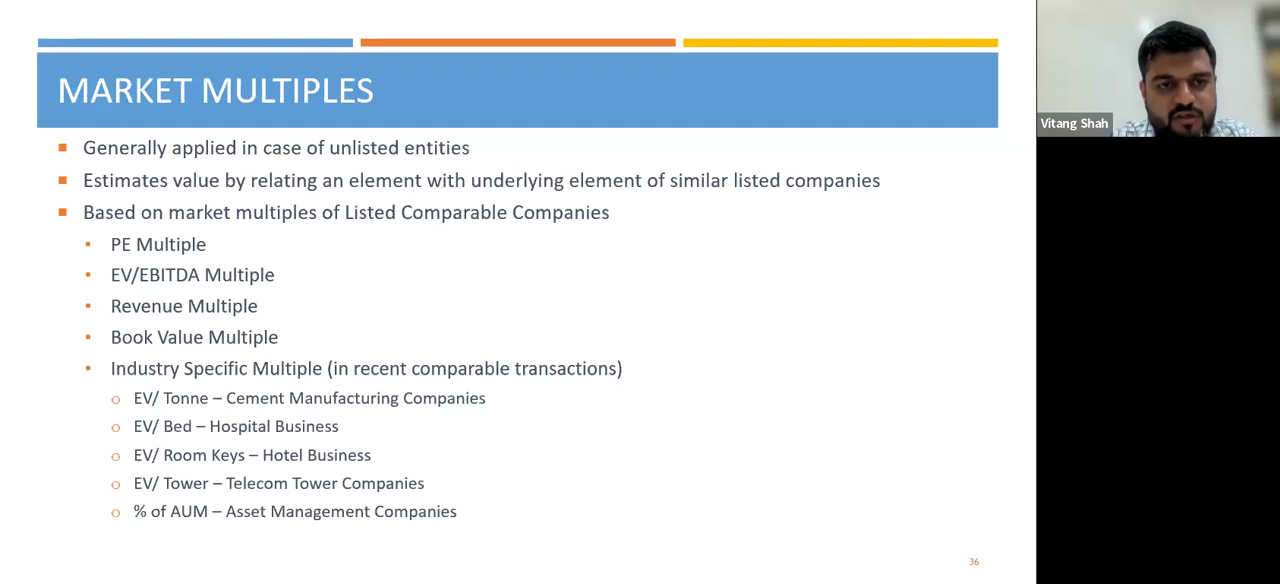 MARKET MULTIPLES
Vitang Shah
■ Generally applied in case of unlisted entities
■ Estimates value by relating an element with underlying element of similar listed companies
■ Based on market multiples of Listed Comparable Companies
• PE Multiple
• EV/EBITDA Multiple
• Revenue Multiple
• Book Value Multiple
• Industry Specific Multiple (in recent comparable transactions)
o EV/ Tonne – Cement Manufacturing Companies
o EV/ Bed – Hospital Business
o EV/ Room Keys – Hotel Business
o EV/ Tower – Telecom Tower Companies
o % of AUM – Asset Management Companies
36